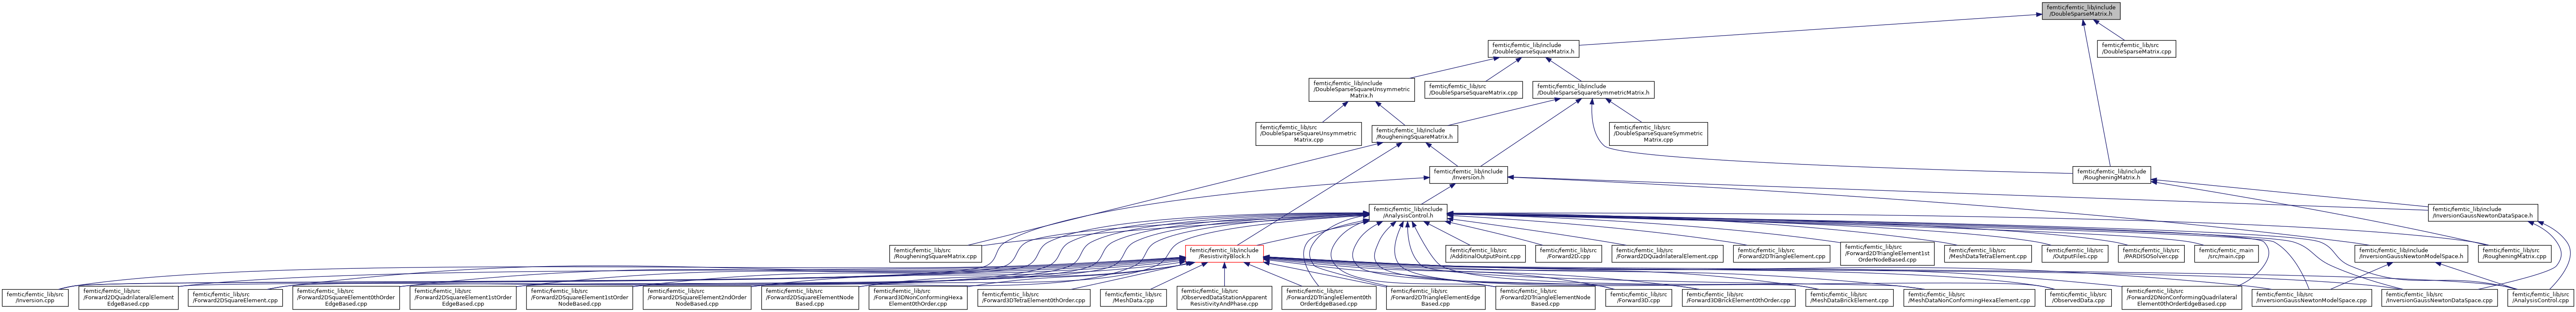 femtic/femtic_lib/include
/DoubleSparseMatrix.h
femtic/femtic_lib/include
/DoubleSparseSquareMatrix.h
femtic/femtic_lib/src
/DoubleSparseMatrix.cpp
femtic/femtic_lib/include
/DoubleSparseSquareUnsymmetric
Matrix.h
femtic/femtic_lib/src
/DoubleSparseSquareMatrix.cpp
femtic/femtic_lib/include
/DoubleSparseSquareSymmetricMatrix.h
femtic/femtic_lib/src
/DoubleSparseSquareUnsymmetric
Matrix.cpp
femtic/femtic_lib/include
/RougheningSquareMatrix.h
femtic/femtic_lib/src
/DoubleSparseSquareSymmetric
Matrix.cpp
femtic/femtic_lib/include
/Inversion.h
femtic/femtic_lib/include
/RougheningMatrix.h
femtic/femtic_lib/include
/AnalysisControl.h
femtic/femtic_lib/include
/InversionGaussNewtonDataSpace.h
femtic/femtic_lib/src
/RougheningSquareMatrix.cpp
femtic/femtic_lib/include
/ResistivityBlock.h
femtic/femtic_lib/src
/AdditinalOutputPoint.cpp
femtic/femtic_lib/src
/Forward2D.cpp
femtic/femtic_lib/src
/Forward2DQuadrilateralElement.cpp
femtic/femtic_lib/src
/Forward2DTriangleElement.cpp
femtic/femtic_lib/src
/Forward2DTriangleElement1st
OrderNodeBased.cpp
femtic/femtic_lib/src
/MeshDataTetraElement.cpp
femtic/femtic_lib/src
/OutputFiles.cpp
femtic/femtic_lib/src
/PARDISOSolver.cpp
femtic/femtic_main
/src/main.cpp
femtic/femtic_lib/include
/InversionGaussNewtonModelSpace.h
femtic/femtic_lib/src
/RougheningMatrix.cpp
femtic/femtic_lib/src
/Inversion.cpp
femtic/femtic_lib/src
/Forward2DQuadrilateralElement
EdgeBased.cpp
femtic/femtic_lib/src
/Forward2DSquareElement.cpp
femtic/femtic_lib/src
/Forward2DSquareElement0thOrder
EdgeBased.cpp
femtic/femtic_lib/src
/Forward2DSquareElement1stOrder
EdgeBased.cpp
femtic/femtic_lib/src
/Forward2DSquareElement1stOrder
NodeBased.cpp
femtic/femtic_lib/src
/Forward2DSquareElement2ndOrder
NodeBased.cpp
femtic/femtic_lib/src
/Forward2DSquareElementNode
Based.cpp
femtic/femtic_lib/src
/Forward3DNonConformingHexa
Element0thOrder.cpp
femtic/femtic_lib/src
/Forward3DTetraElement0thOrder.cpp
femtic/femtic_lib/src
/MeshData.cpp
femtic/femtic_lib/src
/ObservedDataStationApparent
ResistivityAndPhase.cpp
femtic/femtic_lib/src
/Forward2DTriangleElement0th
OrderEdgeBased.cpp
femtic/femtic_lib/src
/Forward2DTriangleElementEdge
Based.cpp
femtic/femtic_lib/src
/Forward2DTriangleElementNode
Based.cpp
femtic/femtic_lib/src
/Forward3D.cpp
femtic/femtic_lib/src
/Forward3DBrickElement0thOrder.cpp
femtic/femtic_lib/src
/MeshDataBrickElement.cpp
femtic/femtic_lib/src
/MeshDataNonConformingHexaElement.cpp
femtic/femtic_lib/src
/ObservedData.cpp
femtic/femtic_lib/src
/Forward2DNonConformingQuadrilateral
Element0thOrderEdgeBased.cpp
femtic/femtic_lib/src
/InversionGaussNewtonModelSpace.cpp
femtic/femtic_lib/src
/InversionGaussNewtonDataSpace.cpp
femtic/femtic_lib/src
/AnalysisControl.cpp